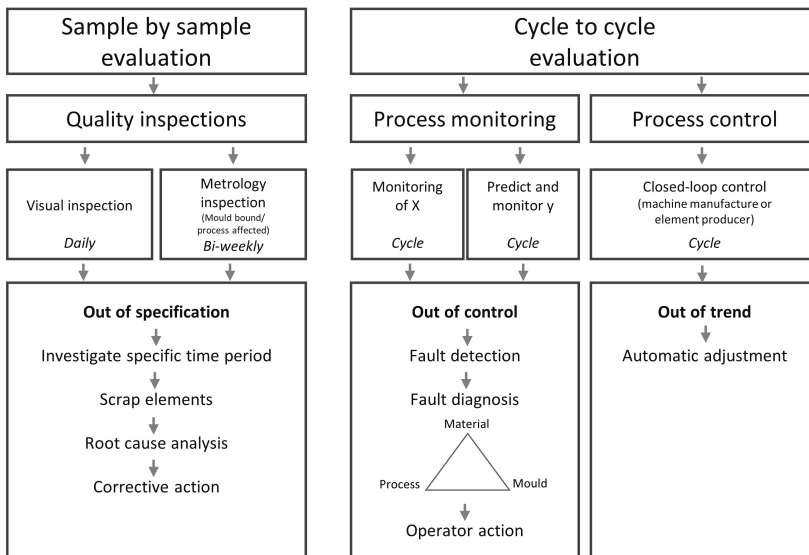 Sample by sample
evaluation
Quality inspections
Visual inspection
Daily
Metrology
inspection
(Mould bound/
process affected)
Bi-weekly
Out of specification
Investigate specific time period
Scrap elements
Root cause analysis
Corrective action
Cycle to cycle
evaluation
Process monitoring
Monitoring
of X
Cycle
Predict and
monitor y
Cycle
Out of control
Fault detection
Fault diagnosis
Material
Process
Mould
Operator action
Process control
Closed-loop control
(machine manufacture or
element producer)
Cycle
Out of trend
Automatic adjustment